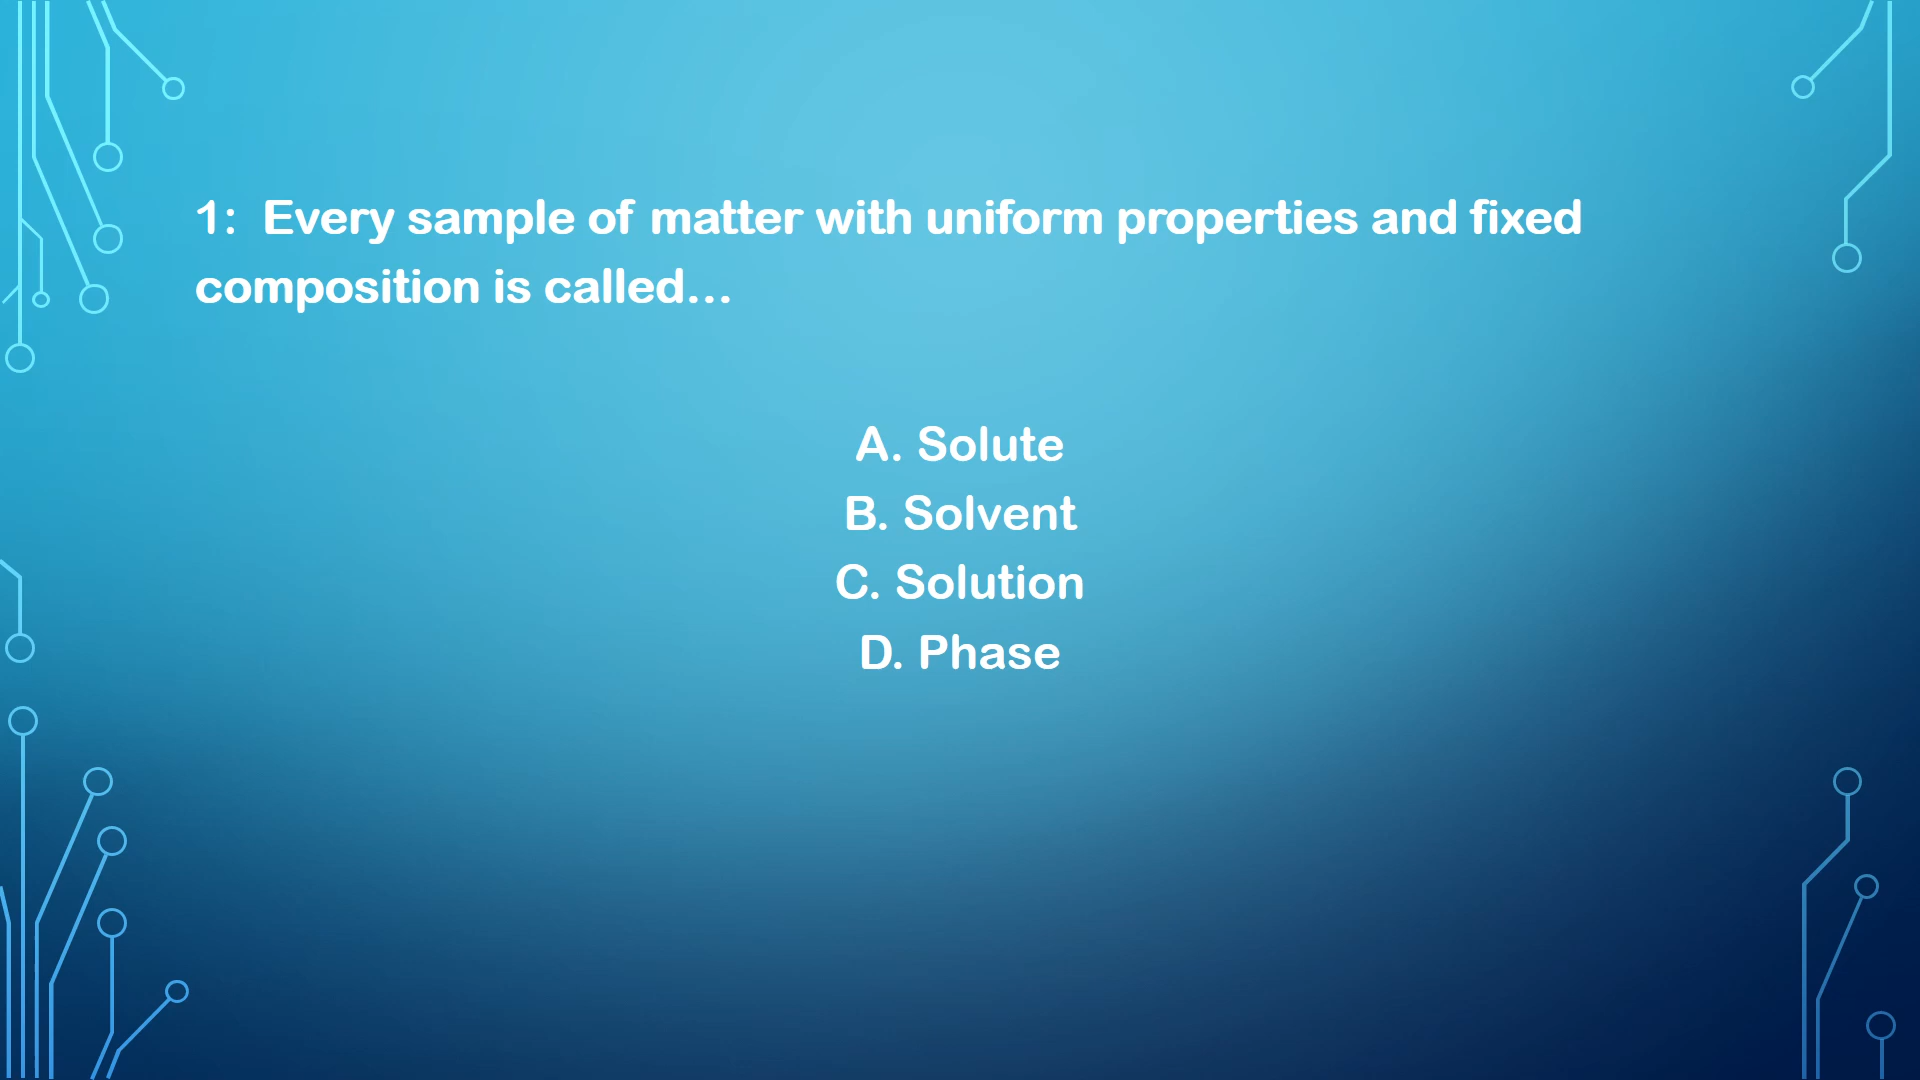 1:  Every sample of matter with uniform properties and fixed
composition is called...
A. Solute
B. Solvent
C. Solution
D. Phase